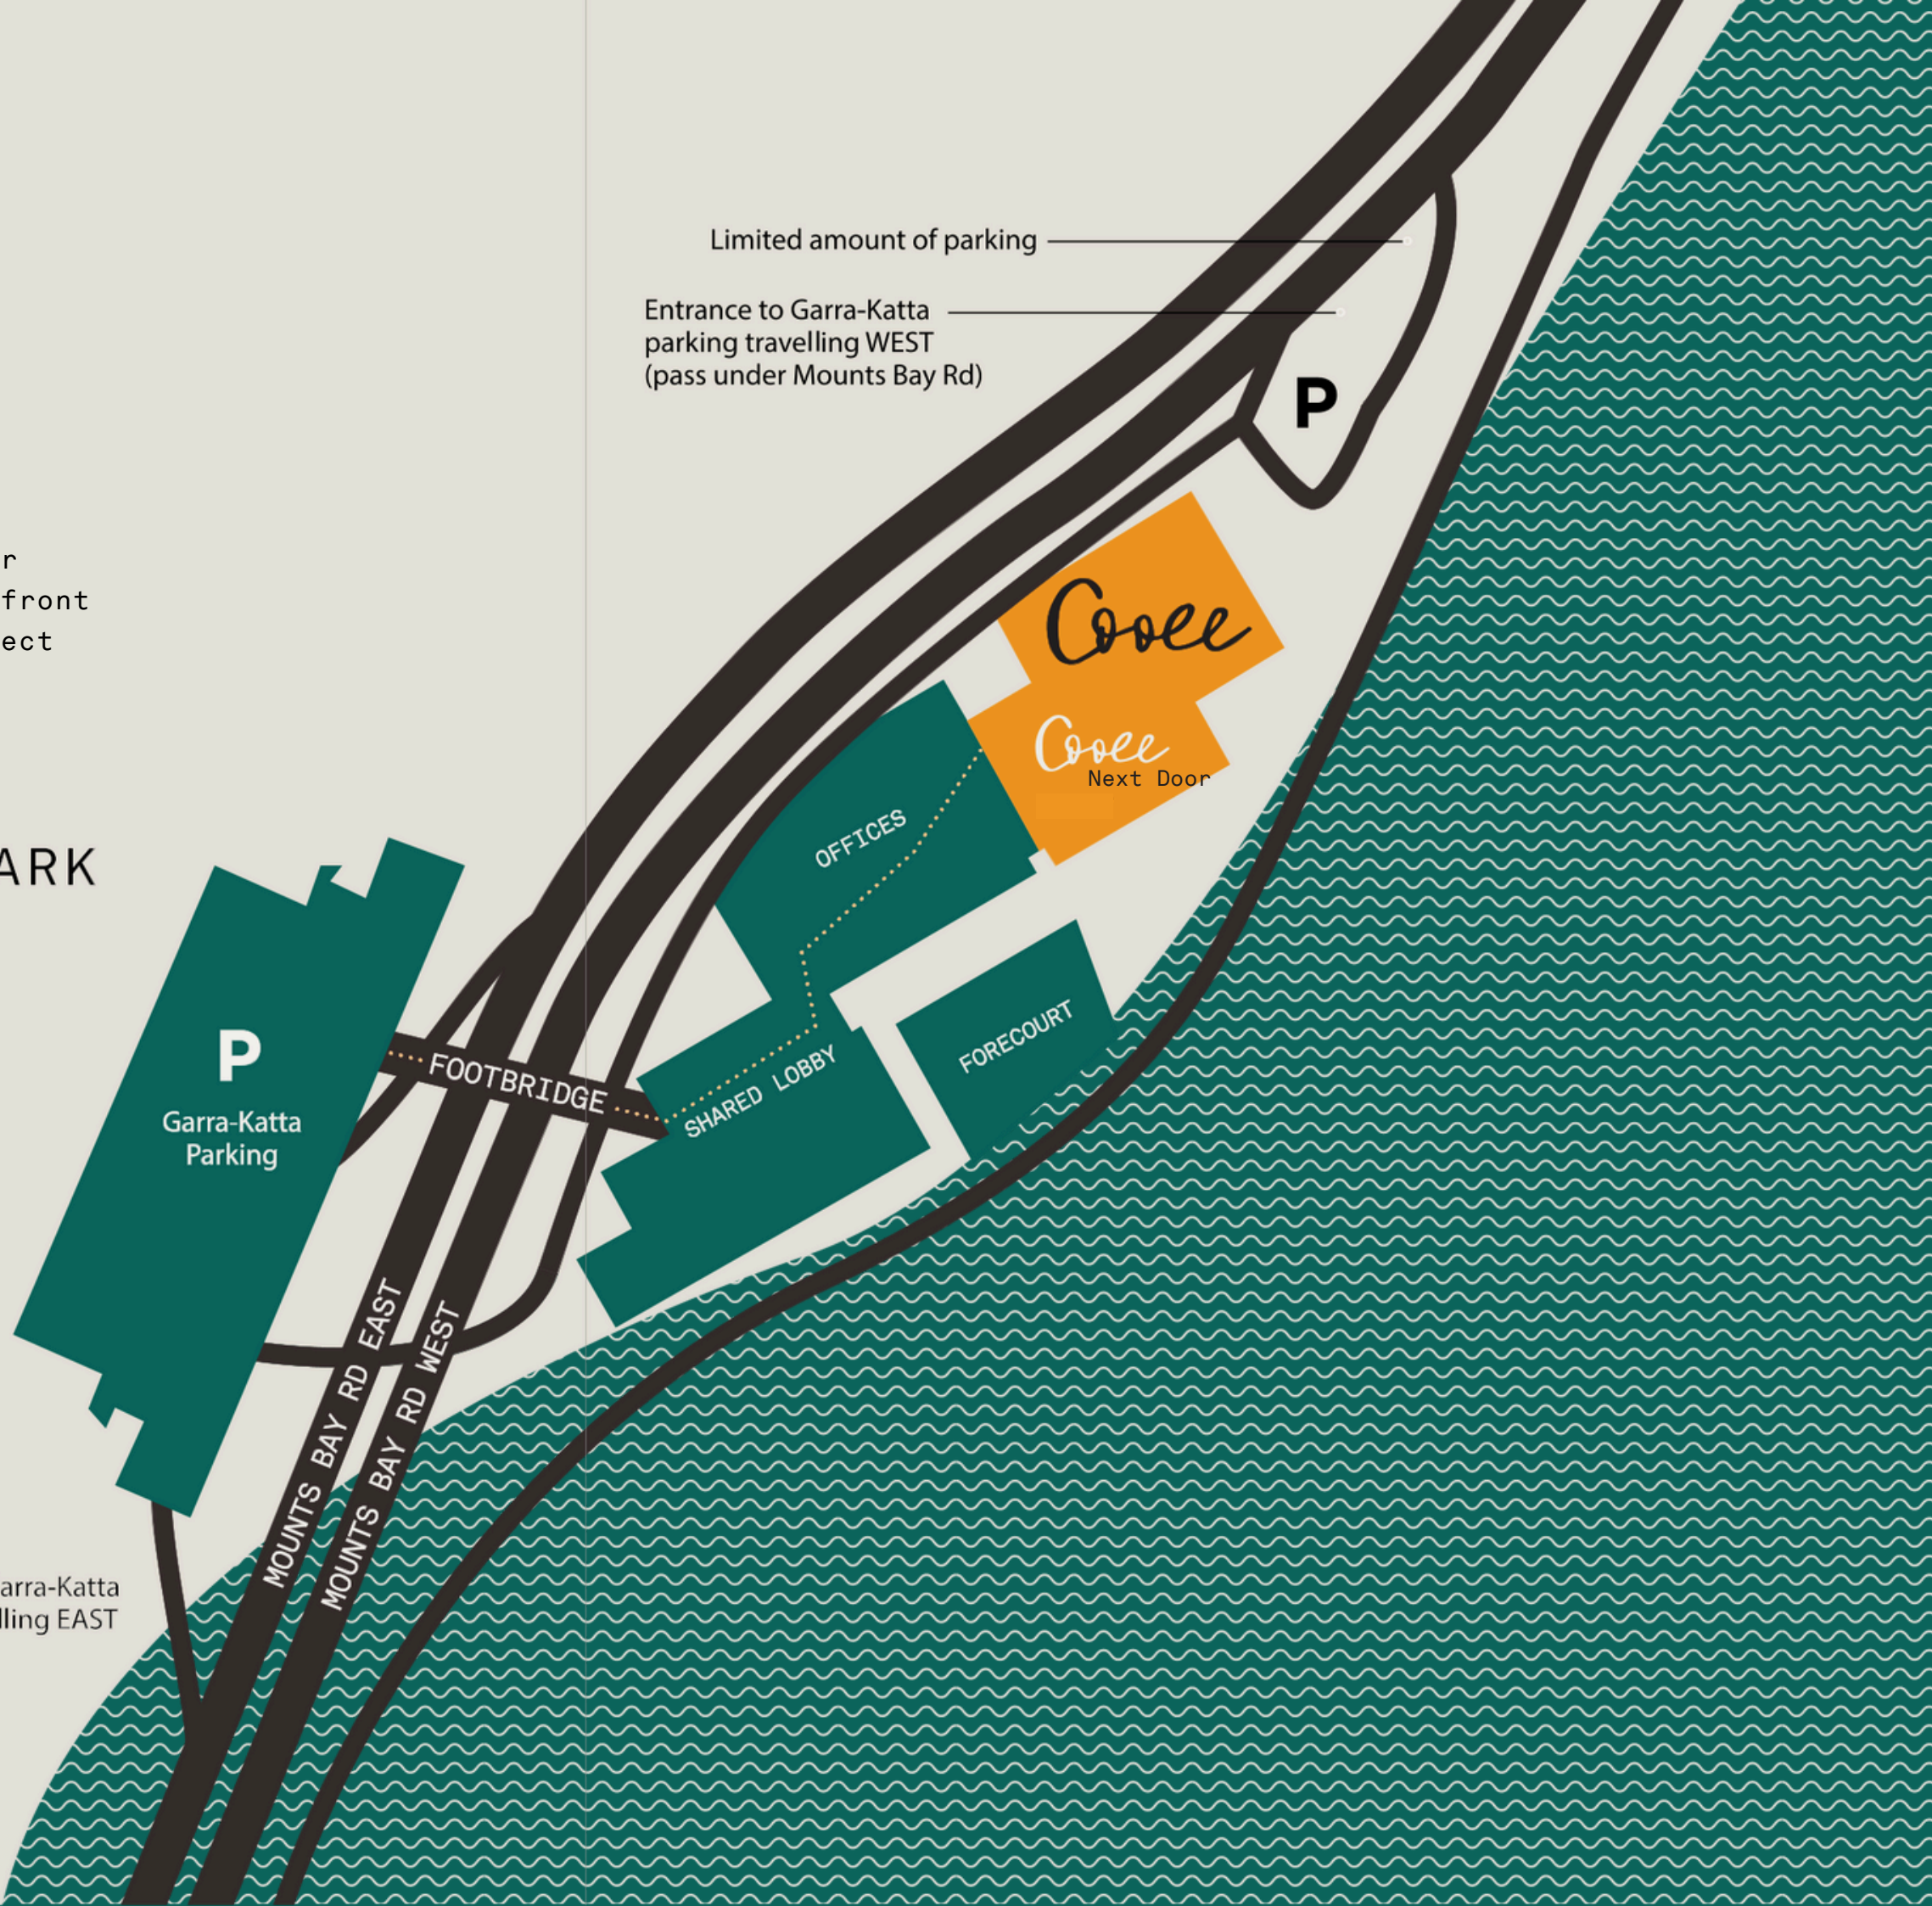 Limited amount of parking
Entrance to Garra-Katta
parking travelling WEST
(pass under Mounts Bay Rd)
P
r
front
ect
Cooee
Cooee
Next Door
OFFICES
ARK
P
Garra-Katta
Parking
FOOTBRIDGE
SHARED LOBBY
FORECOURT
MOUNTS BAY RD EAST
MOUNTS BAY RD WEST
arra-Katta
lling EAST